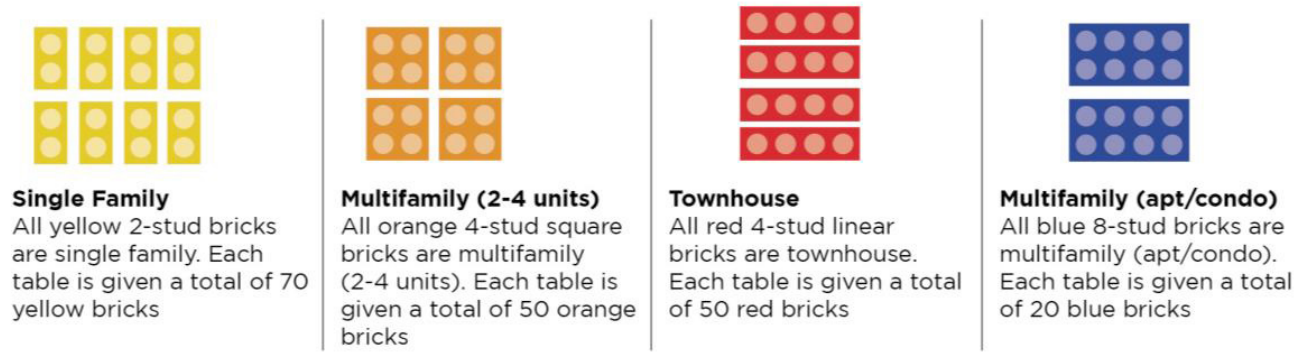 Single Family
All yellow 2-stud bricks
are single family. Each
table is given a total of 70
yellow bricks
Multifamily (2-4 units)
All orange 4-stud square
bricks are multifamily
(2-4 units). Each table is
given a total of 50 orange
bricks
Townhouse
All red 4-stud linear
bricks are townhouse.
Each table is given a total
of 50 red bricks
Multifamily (apt/condo)
All blue 8-stud bricks are
multifamily (apt/condo).
Each table is given a total
of 20 blue bricks